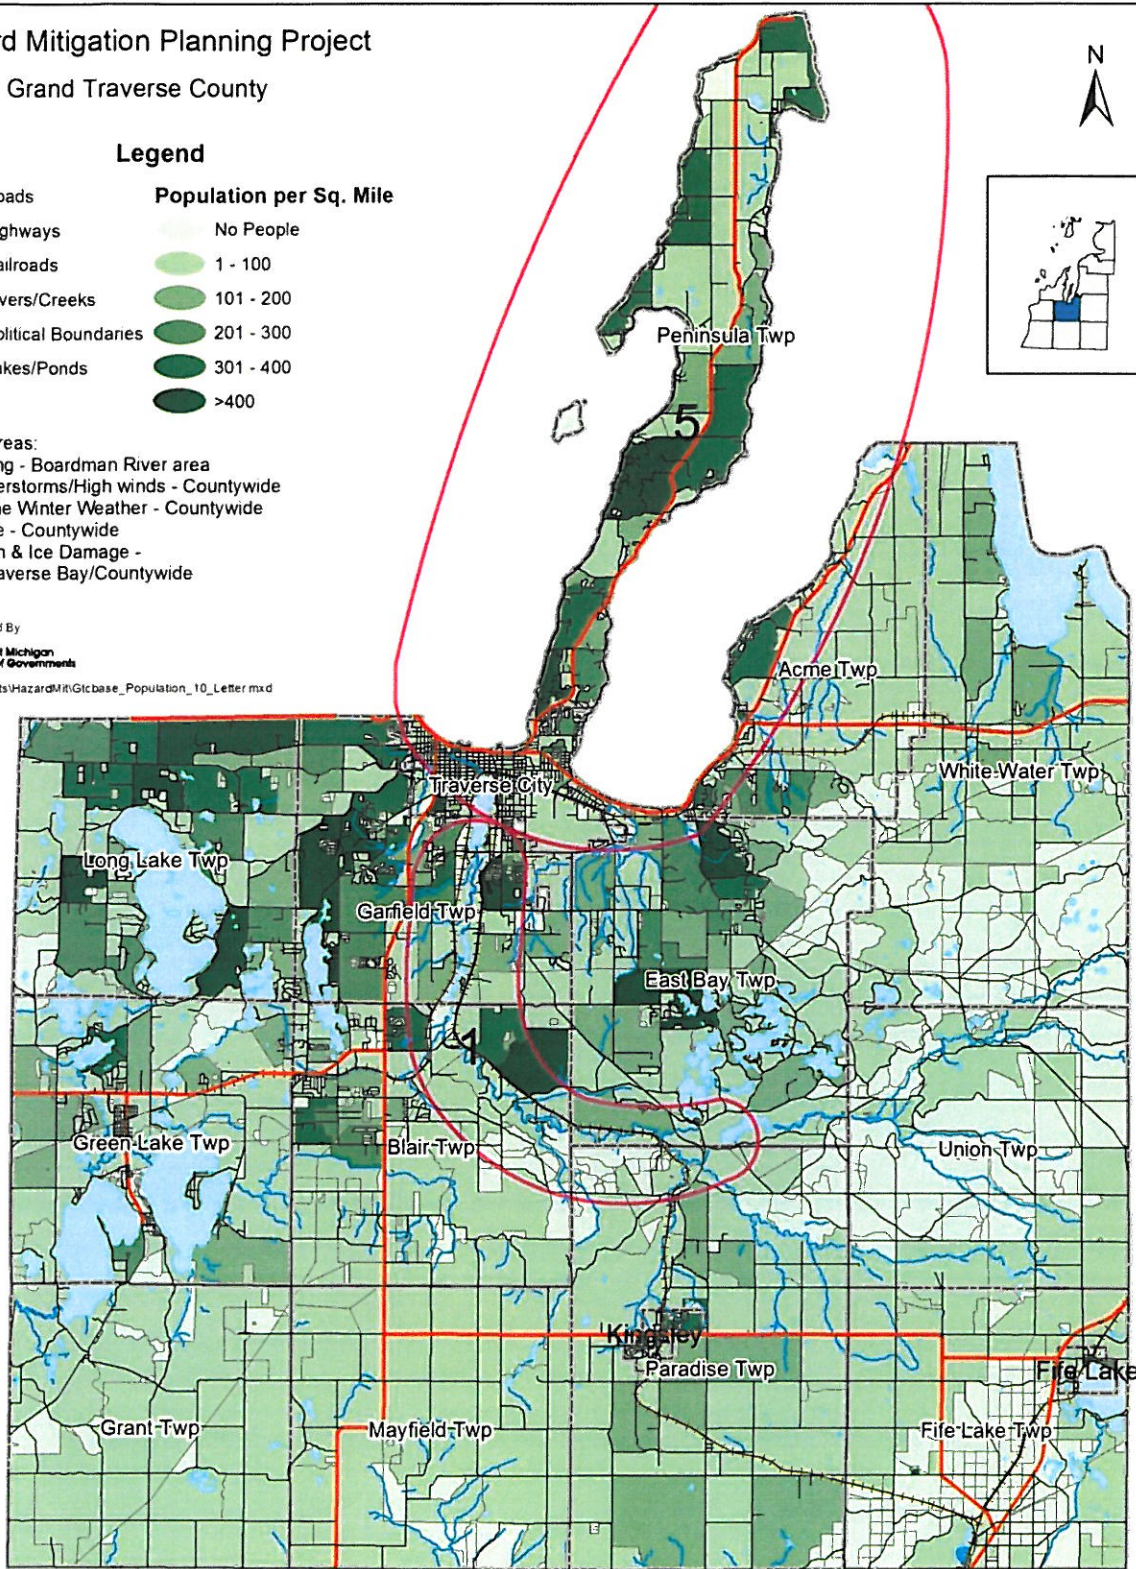 rd Mitigation Planning Project
Grand Traverse County
N
Legend
oads
Population per Sq. Mile
ghways
No People
ailroads
1 - 100
vers/Creeks
101 - 200
olitical Boundaries
201 - 300
akes/Ponds
301 - 400
>400
reas:
ng - Boardman River area
erstorms/High winds - Countywide
ne Winter Weather - Countywide
e - Countywide
n & Ice Damage -
averse Bay/Countywide
d By
t Michigan
of Governments
ts\HazardMit\Gtcbase_Population_10_Letter.mxd
Peninsula Twp
5
Acme Twp
White Water Twp
Traverse City
Long Lake Twp
Garfield Twp
East Bay Twp
1
Green Lake Twp
Blair Twp
Union Twp
Kingsley
Paradise Twp
Fife Lake
Grant Twp
Mayfield Twp
Fife Lake Twp